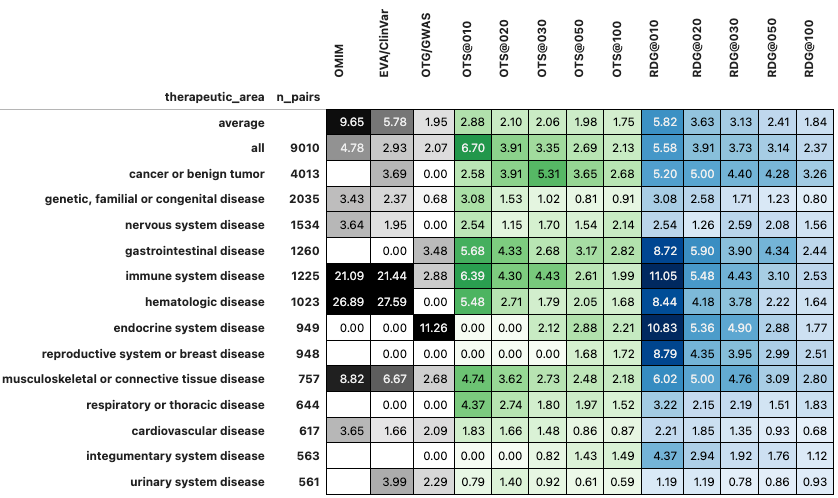 OMIM EVA/ClinVar OTG/GWAS OTS@010 OTS@020 OTS@030 OTS@050 OTS@100 RDG@010 RDG@020 RDG@030 RDG@050 RDG@100
therapeutic_area n_pairs
average 9.65 5.78 1.95 2.88 2.10 2.06 1.98 1.75 5.82 3.63 3.13 2.41 1.84
all 9010 4.78 2.93 2.07 6.70 3.91 3.35 2.69 2.13 5.58 3.91 3.73 3.14 2.37
cancer or benign tumor 4013 3.69 0.00 2.58 3.91 5.31 3.65 2.68 5.20 5.00 4.40 4.28 3.26
genetic, familial or congenital disease 2035 3.43 2.37 0.68 3.08 1.53 1.02 0.81 0.91 3.08 2.58 1.71 1.23 0.80
nervous system disease 1534 3.64 1.95 0.00 2.54 1.15 1.70 1.54 2.14 2.54 1.26 2.59 2.08 1.56
gastrointestinal disease 1260 0.00 3.48 5.68 4.33 2.68 3.17 2.82 8.72 5.90 3.90 4.34 2.44
immune system disease 1225 21.09 21.44 2.88 6.39 4.30 4.43 2.61 1.99 11.05 5.48 4.43 3.10 2.53
hematologic disease 1023 26.89 27.59 0.00 5.48 2.71 1.79 2.05 1.68 8.44 4.18 3.78 2.22 1.64
endocrine system disease 949 0.00 0.00 11.26 0.00 0.00 2.12 2.88 2.21 10.83 5.36 4.90 2.88 1.77
reproductive system or breast disease 948 0.00 0.00 0.00 0.00 0.00 1.68 1.72 8.79 4.35 3.95 2.99 2.51
musculoskeletal or connective tissue disease 757 8.82 6.67 2.68 4.74 3.62 2.73 2.48 2.18 6.02 5.00 4.76 3.09 2.80
respiratory or thoracic disease 644 0.00 0.00 4.37 2.74 1.80 1.97 1.52 3.22 2.15 2.19 1.51 1.83
cardiovascular disease 617 3.65 1.66 2.09 1.83 1.66 1.48 0.86 0.87 2.21 1.85 1.35 0.93 0.68
integumentary system disease 563 0.00 0.00 0.00 0.82 1.43 1.49 4.37 2.94 1.92 1.76 1.12
urinary system disease 561 3.99 2.29 0.79 1.40 0.92 0.61 0.59 1.19 1.19 0.78 0.86 0.93